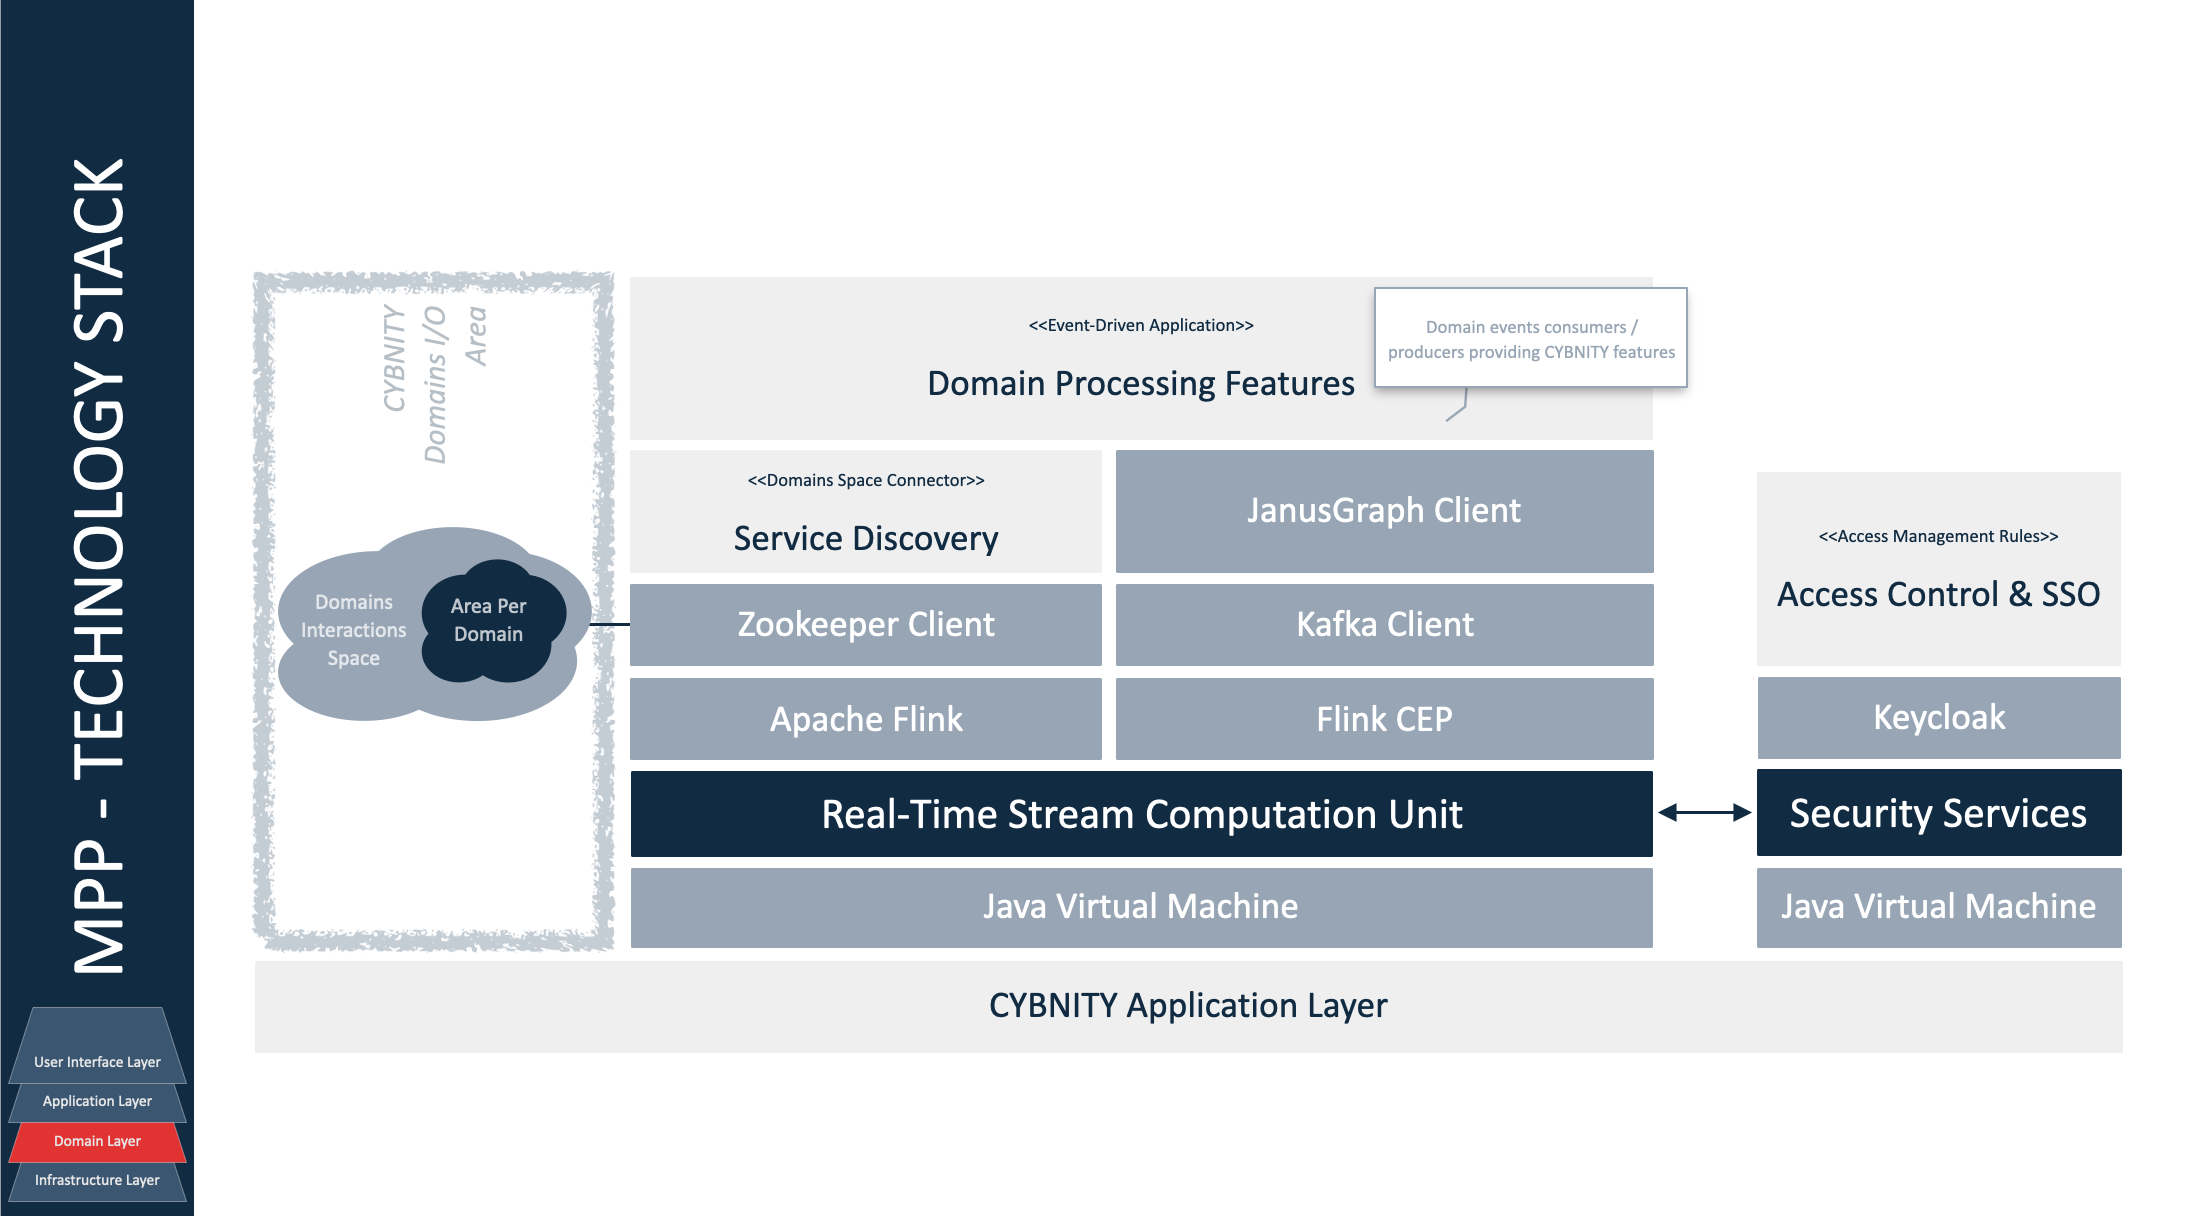 MPP - TECHNOLOGY STACK
User Interface Layer
Application Layer
Domain Layer
Infrastructure Layer
CYBNITY
Domains I/O
Area
Domains
Interactions
Space
Area Per
Domain
<<Event-Driven Application>>
Domain Processing Features
Domain events consumers /
producers providing CYBNITY features
<<Domains Space Connector>>
Service Discovery
JanusGraph Client
Zookeeper Client
Kafka Client
Apache Flink
Flink CEP
Real-Time Stream Computation Unit
Java Virtual Machine
<<Access Management Rules>>
Access Control & SSO
Keycloak
Security Services
Java Virtual Machine
CYBNITY Application Layer